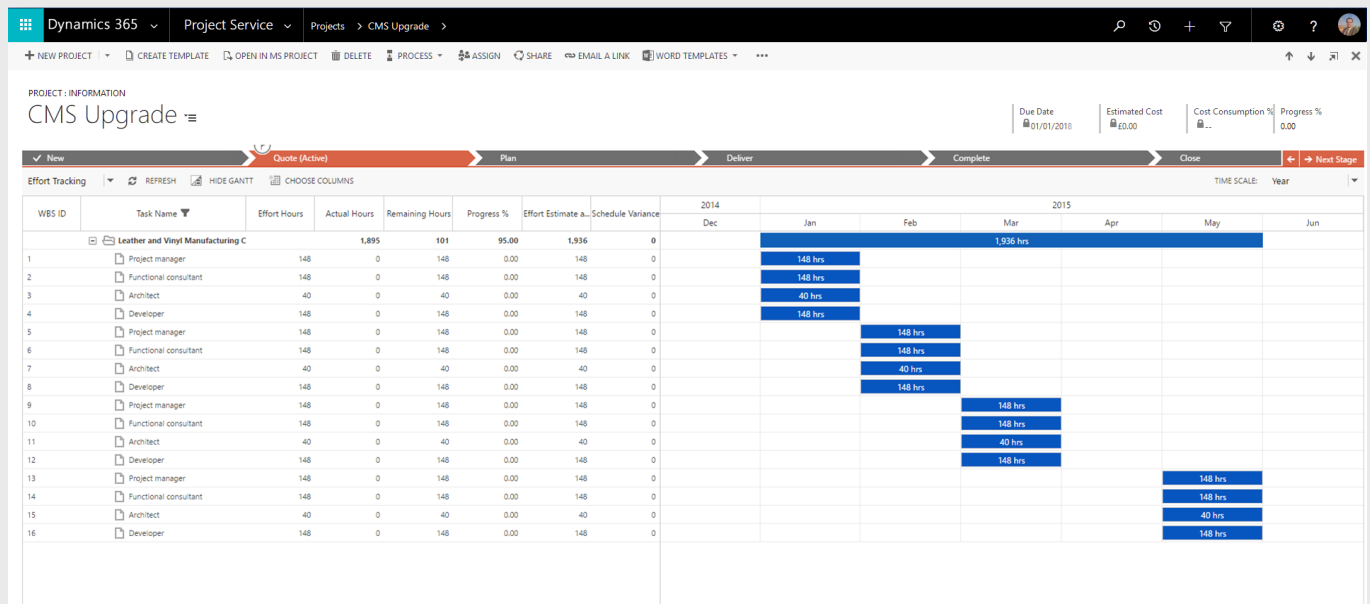 Dynamics 365 Project Service Projects > CMS Upgrade > ?
NEW PROJECT CREATE TEMPLATE OPEN IN MS PROJECT DELETE PROCESS ASSIGN SHARE EMAIL A LINK WORD TEMPLATES •••
PROJECT : INFORMATION
CMS Upgrade
Due Date Estimated Cost Cost Consumption % Progress %
01/01/2018 £0.00 -- 0.00
New Quote (Active) Plan Deliver Complete Close Next Stage
Effort Tracking REFRESH HIDE GANTT CHOOSE COLUMNS TIME SCALE: Year
2014 2015
WBS ID Task Name Effort Hours Actual Hours Remaining Hours Progress % Effort Estimate a... Schedule Variance
Dec Jan Feb Mar Apr May Jun
Leather and Vinyl Manufacturing C 1,895 101 95.00 1,936 0 1,936 hrs
1 Project manager 148 0 148 0.00 148 0 148 hrs
2 Functional consultant 148 0 148 0.00 148 0 148 hrs
3 Architect 40 0 40 0.00 40 0 40 hrs
4 Developer 148 0 148 0.00 148 0 148 hrs
5 Project manager 148 0 148 0.00 148 0 148 hrs
6 Functional consultant 148 0 148 0.00 148 0 148 hrs
7 Architect 40 0 40 0.00 40 0 40 hrs
8 Developer 148 0 148 0.00 148 0 148 hrs
9 Project manager 148 0 148 0.00 148 0 148 hrs
10 Functional consultant 148 0 148 0.00 148 0 148 hrs
11 Architect 40 0 40 0.00 40 0 40 hrs
12 Developer 148 0 148 0.00 148 0 148 hrs
13 Project manager 148 0 148 0.00 148 0 148 hrs
14 Functional consultant 148 0 148 0.00 148 0 148 hrs
15 Architect 40 0 40 0.00 40 0 40 hrs
16 Developer 148 0 148 0.00 148 0 148 hrs